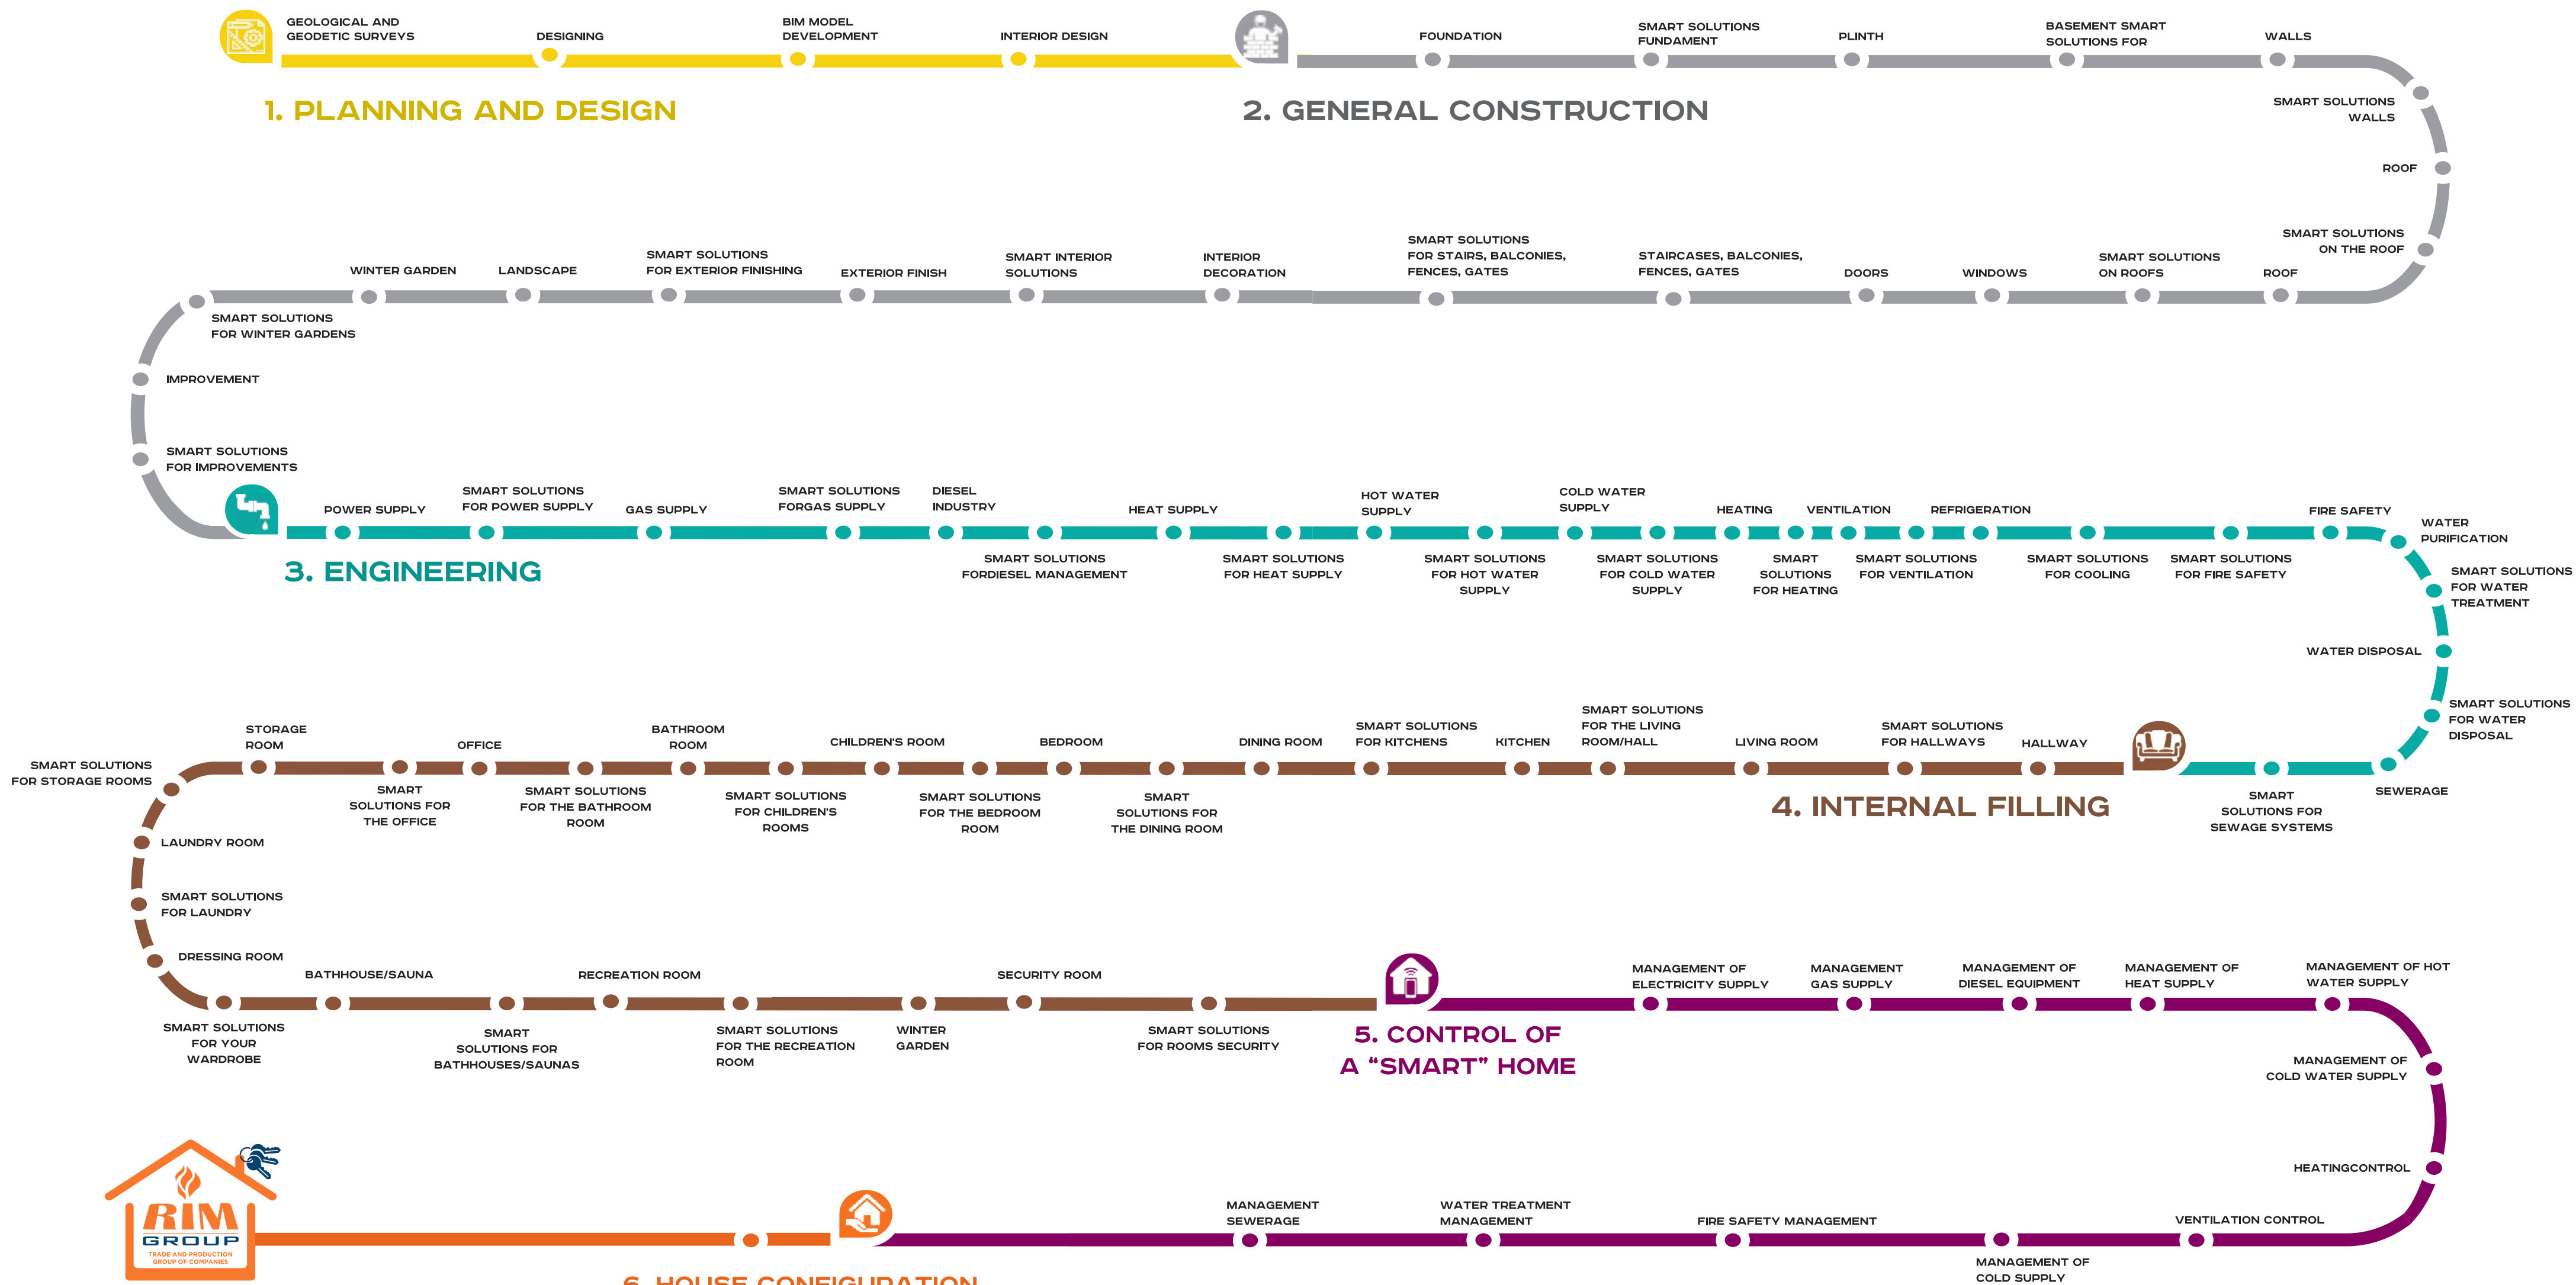 GEOLOGICAL AND
GEODETIC SURVEYS
DESIGNING
BIM MODEL
DEVELOPMENT
INTERIOR DESIGN
1. PLANNING AND DESIGN
FOUNDATION
SMART SOLUTIONS
FUNDAMENT
PLINTH
BASEMENT SMART
SOLUTIONS FOR
WALLS
2. GENERAL CONSTRUCTION
SMART SOLUTIONS
WALLS
ROOF
SMART SOLUTIONS
ON THE ROOF
ROOF
SMART SOLUTIONS
ON ROOFS
WINDOWS
DOORS
STAIRCASES, BALCONIES,
FENCES, GATES
SMART SOLUTIONS
FOR STAIRS, BALCONIES,
FENCES, GATES
INTERIOR
DECORATION
SMART INTERIOR
SOLUTIONS
EXTERIOR FINISH
SMART SOLUTIONS
FOR EXTERIOR FINISHING
LANDSCAPE
WINTER GARDEN
SMART SOLUTIONS
FOR WINTER GARDENS
IMPROVEMENT
SMART SOLUTIONS
FOR IMPROVEMENTS
3. ENGINEERING
POWER SUPPLY
SMART SOLUTIONS
FOR POWER SUPPLY
GAS SUPPLY
SMART SOLUTIONS
FORGAS SUPPLY
DIESEL
INDUSTRY
SMART SOLUTIONS
FORDIESEL MANAGEMENT
HEAT SUPPLY
SMART SOLUTIONS
FOR HEAT SUPPLY
HOT WATER
SUPPLY
SMART SOLUTIONS
FOR HOT WATER
SUPPLY
COLD WATER
SUPPLY
SMART SOLUTIONS
FOR COLD WATER
SUPPLY
HEATING
SMART
SOLUTIONS
FOR HEATING
VENTILATION
SMART SOLUTIONS
FOR VENTILATION
REFRIGERATION
SMART SOLUTIONS
FOR COOLING
SMART SOLUTIONS
FOR FIRE SAFETY
FIRE SAFETY
WATER
PURIFICATION
SMART SOLUTIONS
FOR WATER
TREATMENT
WATER DISPOSAL
SMART SOLUTIONS
FOR WATER
DISPOSAL
SEWERAGE
SMART
SOLUTIONS FOR
SEWAGE SYSTEMS
4. INTERNAL FILLING
HALLWAY
SMART SOLUTIONS
FOR HALLWAYS
LIVING ROOM
SMART SOLUTIONS
FOR THE LIVING
ROOM/HALL
KITCHEN
SMART SOLUTIONS
FOR KITCHENS
DINING ROOM
SMART
SOLUTIONS FOR
THE DINING ROOM
BEDROOM
SMART SOLUTIONS
FOR THE BEDROOM
ROOM
CHILDREN'S ROOM
SMART SOLUTIONS
FOR CHILDREN'S
ROOMS
BATHROOM
ROOM
SMART SOLUTIONS
FOR THE BATHROOM
ROOM
OFFICE
SMART
SOLUTIONS FOR
THE OFFICE
STORAGE
ROOM
SMART SOLUTIONS
FOR STORAGE ROOMS
LAUNDRY ROOM
SMART SOLUTIONS
FOR LAUNDRY
DRESSING ROOM
SMART SOLUTIONS
FOR YOUR
WARDROBE
BATHHOUSE/SAUNA
SMART
SOLUTIONS FOR
BATHHOUSES/SAUNAS
RECREATION ROOM
SMART SOLUTIONS
FOR THE RECREATION
ROOM
WINTER
GARDEN
SECURITY ROOM
SMART SOLUTIONS
FOR ROOMS SECURITY
5. CONTROL OF
A “SMART” HOME
MANAGEMENT OF
ELECTRICITY SUPPLY
MANAGEMENT
GAS SUPPLY
MANAGEMENT OF
DIESEL EQUIPMENT
MANAGEMENT OF
HEAT SUPPLY
MANAGEMENT OF HOT
WATER SUPPLY
MANAGEMENT OF
COLD WATER SUPPLY
HEATINGCONTROL
VENTILATION CONTROL
MANAGEMENT OF
COLD SUPPLY
FIRE SAFETY MANAGEMENT
WATER TREATMENT
MANAGEMENT
MANAGEMENT
SEWERAGE
6. HOUSE CONFIGURATION
RIM
GROUP
TRADE AND PRODUCTION
GROUP OF COMPANIES